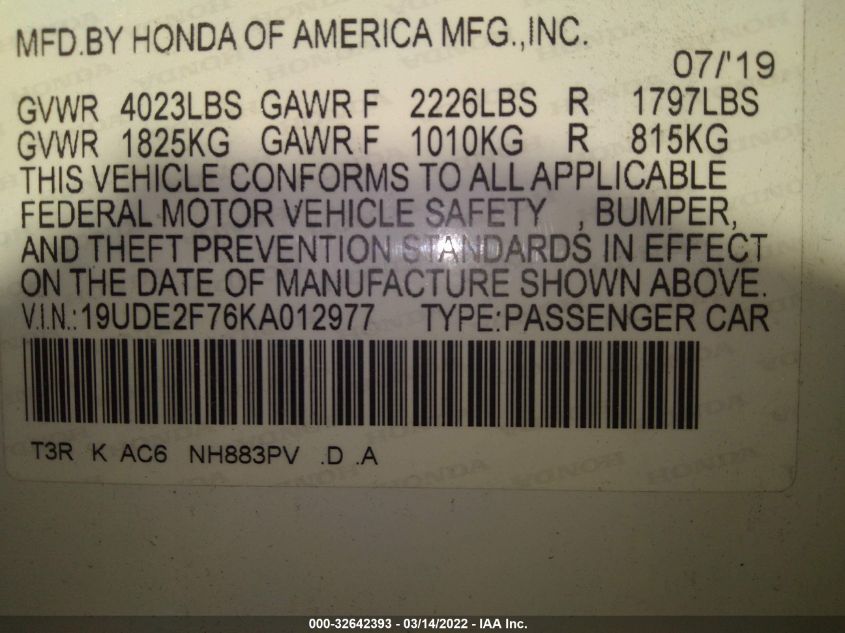 MFD.BY HONDA OF AMERICA MFG.,INC.
07/'19
GVWR 4023LBS GAWR F 2226LBS R 1797LBS
GVWR 1825KG GAWR F 1010KG R 815KG
THIS VEHICLE CONFORMS TO ALL APPLICABLE
FEDERAL MOTOR VEHICLE SAFETY , BUMPER,
AND THEFT PREVENTION STANDARDS IN EFFECT
ON THE DATE OF MANUFACTURE SHOWN ABOVE.
V.I.N.:19UDE2F76KA012977 TYPE:PASSENGER CAR
T3R K AC6 NH883PV .D .A
000-32642393 - 03/14/2022 - IAA Inc.